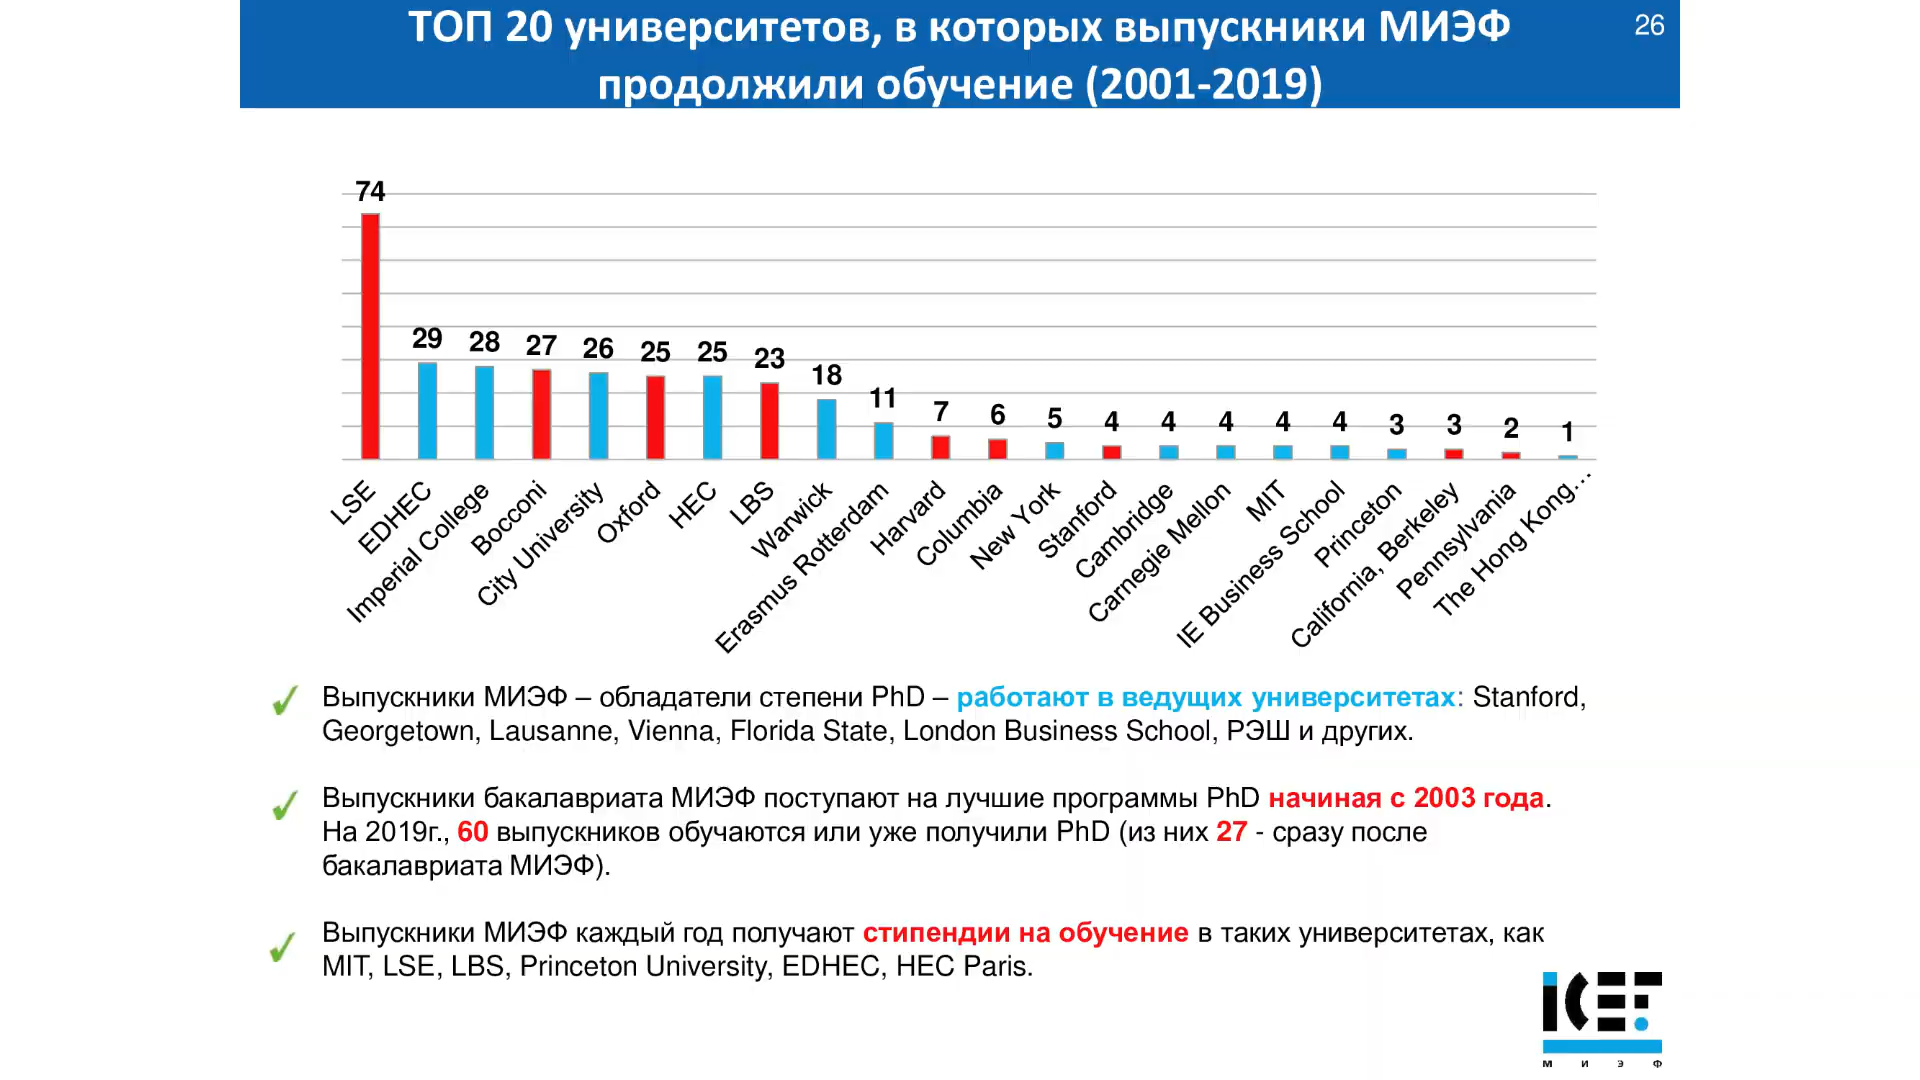 ТОП 20 университетов, в которых выпускники МИЭФ
продолжили обучение (2001-2019)
26
74
29
28
27
26
25
25
23
18
11
7
6
5
4
4
4
4
4
3
3
2
1
LSE
EDHEC
Imperial College
Bocconi
City University
Oxford
HEC
LBS
Warwick
Erasmus Rotterdam
Harvard
Columbia
New York
Stanford
Cambridge
Carnegie Mellon
MIT
IE Business School
Princeton
California, Berkeley
Pennsylvania
The Hong Kong…
Выпускники МИЭФ – обладатели степени PhD – работают в ведущих университетах: Stanford,
Georgetown, Lausanne, Vienna, Florida State, London Business School, РЭШ и других.
Выпускники бакалавриата МИЭФ поступают на лучшие программы PhD начиная с 2003 года.
На 2019г., 60 выпускников обучаются или уже получили PhD (из них 27 - сразу после
бакалавриата МИЭФ).
Выпускники МИЭФ каждый год получают стипендии на обучение в таких университетах, как
MIT, LSE, LBS, Princeton University, EDHEC, HEC Paris.
ICEF
МИЭФ